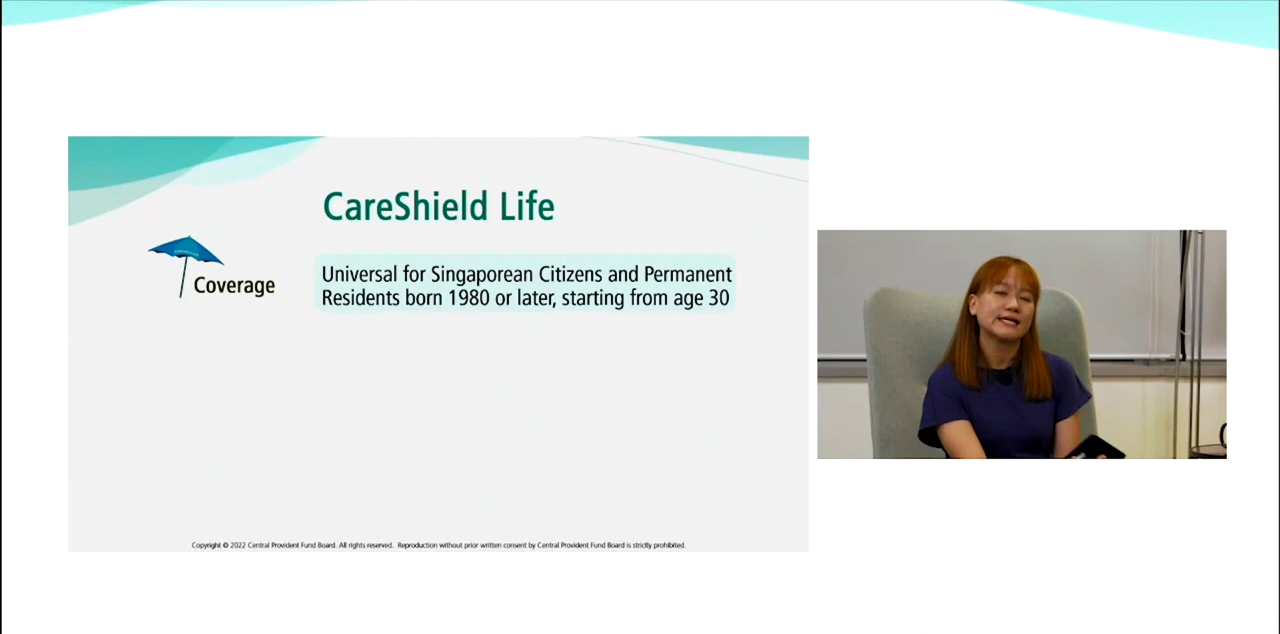 CareShield Life
Coverage
Universal for Singaporean Citizens and Permanent
Residents born 1980 or later, starting from age 30
Copyright © 2022 Central Provident Fund Board. All rights reserved. Reproduction without prior written consent by Central Provident Fund Board is strictly prohibited.